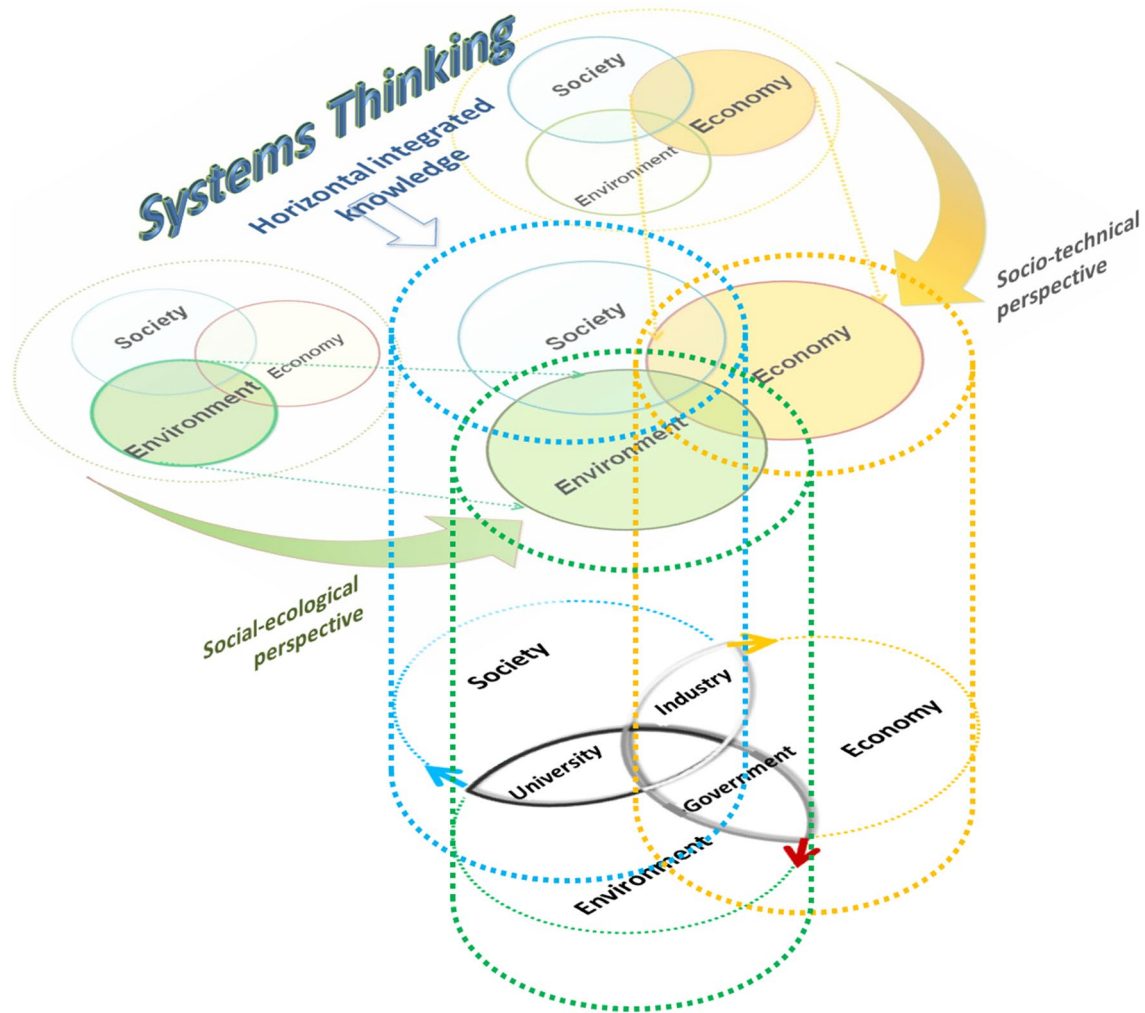 Systems Thinking
Horizontal integrated
knowledge
Society
Economy
Environment
Socio-technical
perspective
Society
Economy
Environment
Society
Economy
Environment
Social-ecological
perspective
Society
Industry
Economy
University
Government
Environment